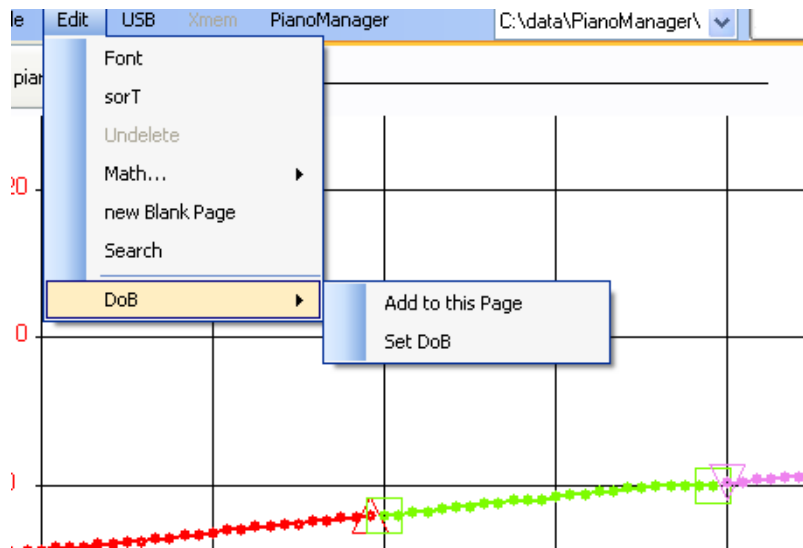 le Edit USB Xmem PianoManager C:\data\PianoManager\
Font
pian
sorT
Undelete
Math...
20
new Blank Page
Search
DoB
Add to this Page
0
Set DoB
0